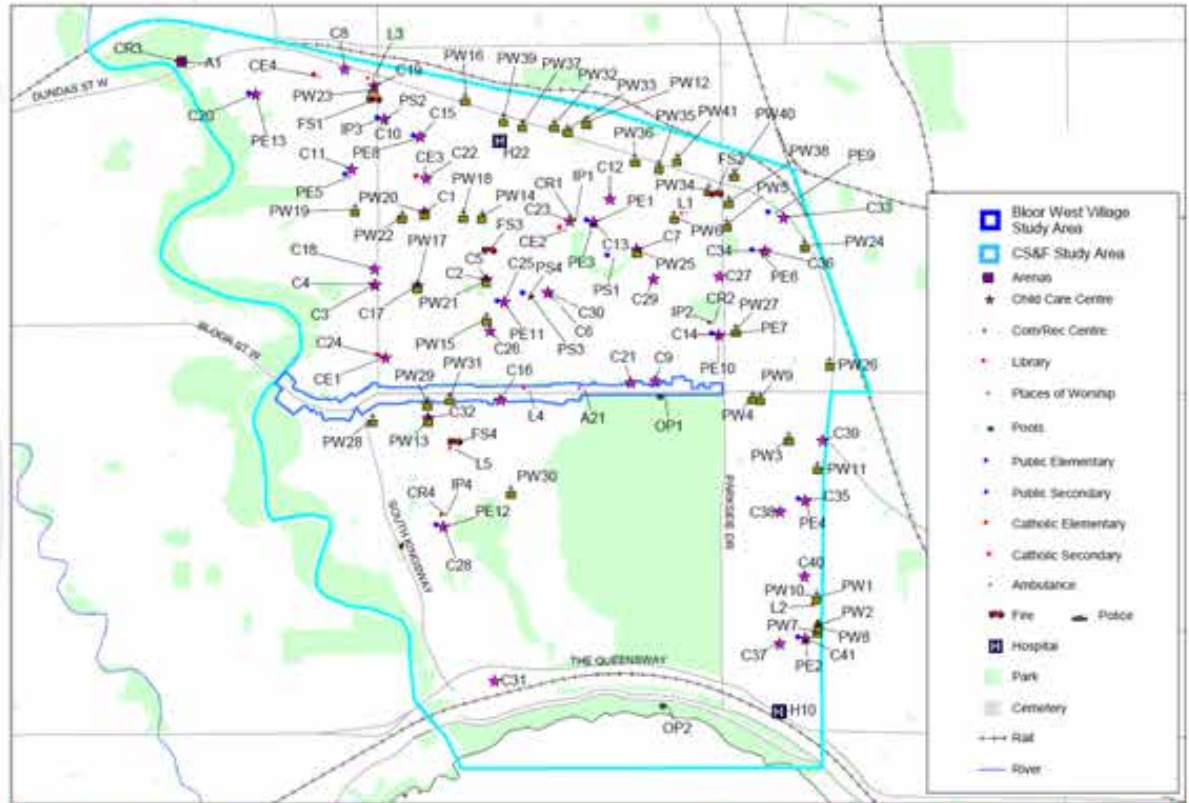 C8
L3
CR3
A1
CE4
C19
PW16
PW39
PW37
PW32
PW33
PW12
DUNDAS ST W
PW23
PW35
PW41
PW40
C20
FS1
PS2
PE13
IP3
C10
C15
PW36
PW38
PE9
PE8
CE3
H22
C11
C22
C12
FS2
PE5
PW20
C1
PW18
PW14
CR1
IP1
PW34
PW5
PW19
C23
PE1
L1
C33
PW22
PW17
FS3
CE2
PW6
PW24
C18
C5
C25
PS4
C13
C7
C34
C4
C2
PE3
PW25
PE6
C36
PS1
C27
C3
C17
PW21
C30
C29
CR2
PW27
BLOOR ST W
PE11
C6
IP2
PE7
C24
PW15
C26
PS3
C14
CE1
PW31
PE10
PW29
C16
C21
C9
PW26
PW9
PW28
C32
L4
A21
OP1
PW4
PW13
FS4
PW3
C39
L5
PW11
CR4
IP4
PW30
C35
PE12
C38
PE4
SOUTH KINGSWAY
PARKSIDE DR
C28
C40
PW10
PW1
L2
PW2
PW7
PW8
C37
PE2
C41
THE QUEENSWAY
C31
H10
OP2
Bloor West Village
Study Area
CS&F Study Area
Arenas
Child Care Centre
Com/Rec Centre
Library
Places of Worship
Pools
Public Elementary
Public Secondary
Catholic Elementary
Catholic Secondary
Ambulance
Fire
Police
H Hospital
Park
Cemetery
Rail
River